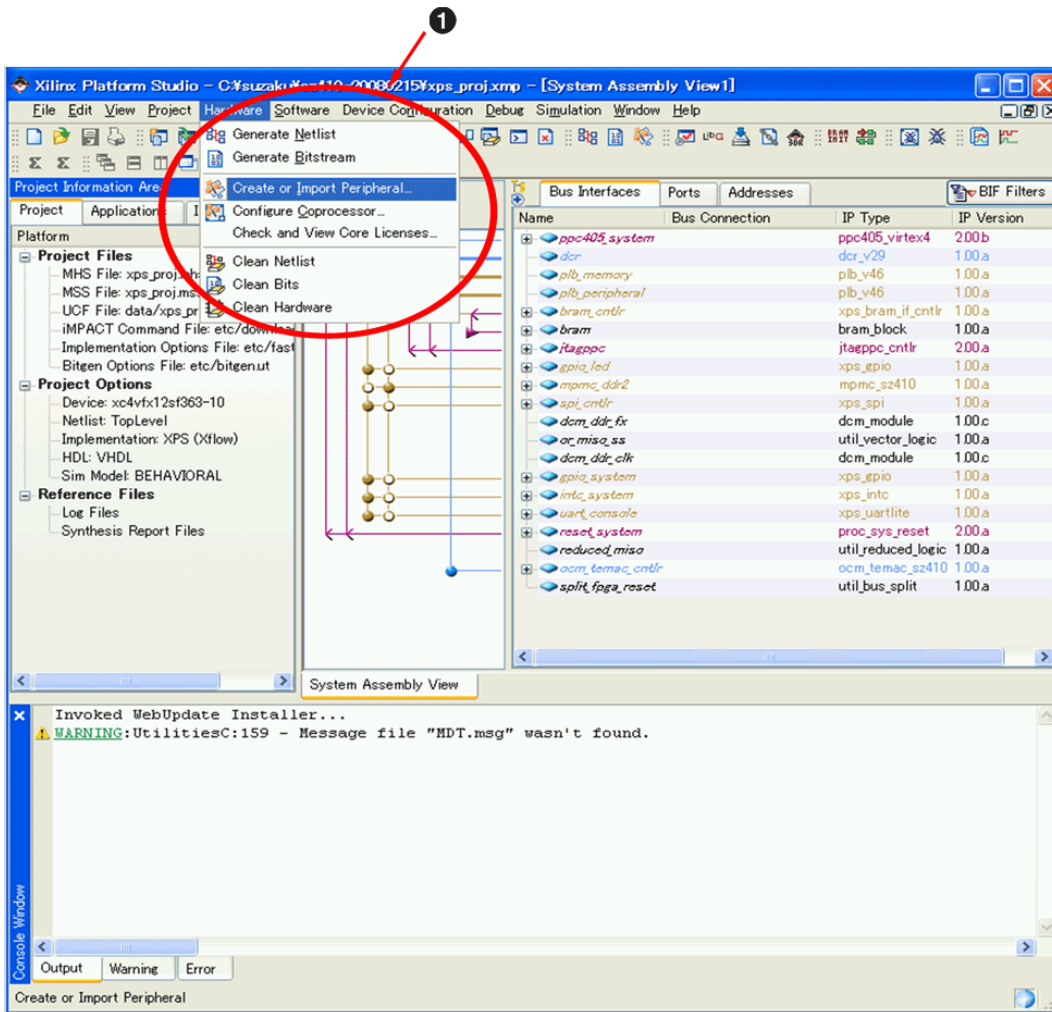 1
Xilinx Platform Studio - C:¥suzaku¥sz410-20080215¥xps_proj.xmp - [System Assembly View1]
File Edit View Project Hardware Software Device Configuration Debug Simulation Window Help
Generate Netlist
Generate Bitstream
Create or Import Peripheral...
Configure Coprocessor...
Check and View Core Licenses...
Clean Netlist
Clean Bits
Clean Hardware
Project Information Area
Project Applications
Platform
Project Files
MHS File: xps_proj.mhs
MSS File: xps_proj.mss
UCF File: data/xps_pr
iMPACT Command File: etc/download
Implementation Options File: etc/fast
Bitgen Options File: etc/bitgen.ut
Project Options
Device: xc4vfx12sf363-10
Netlist: TopLevel
Implementation: XPS (Xflow)
HDL: VHDL
Sim Model: BEHAVIORAL
Reference Files
Log Files
Synthesis Report Files
Bus Interfaces Ports Addresses BIF Filters
Name Bus Connection IP Type IP Version
ppc405_system ppc405_virtex4 2.00.b
dcr dcr_v29 1.00.a
plb_memory plb_v46 1.00.a
plb_peripheral plb_v46 1.00.a
bram_cntlr xps_bram_if_cntlr 1.00.a
bram bram_block 1.00.a
jtagppc jtagppc_cntlr 2.00.a
gpio_led xps_gpio 1.00.a
mpmc_ddr2 mpmc_sz410 1.00.a
spi_cntlr xps_spi 1.00.a
dcm_ddr_fx dcm_module 1.00.c
or_miso_ss util_vector_logic 1.00.a
dcm_ddr_clk dcm_module 1.00.c
gpio_system xps_gpio 1.00.a
intc_system xps_intc 1.00.a
uart_console xps_uartlite 1.00.a
reset_system proc_sys_reset 2.00.a
reduced_miso util_reduced_logic 1.00.a
ocm_temac_cntlr ocm_temac_sz410 1.00.a
split_fpga_reset util_bus_split 1.00.a
System Assembly View
Invoked WebUpdate Installer...
WARNING:UtilitiesC:159 - Message file "MDT.msg" wasn't found.
Console Window
Output Warning Error
Create or Import Peripheral